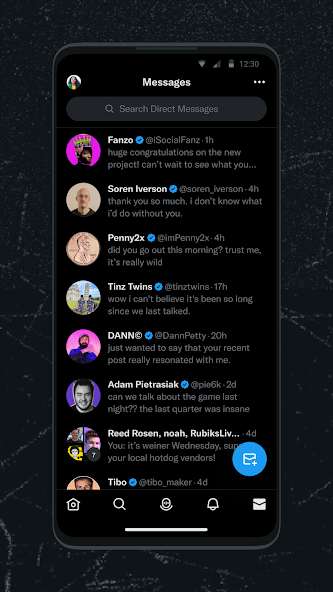 12:30
Messages
Search Direct Messages
Fanzo @iSocialFanz · 1h
huge congratulations on the new
project! can't wait to see what you...
Soren Iverson @soren_iverson · 4h
thank you so much. i don't know what
i'd do without you.
Penny2x @imPenny2x · 4h
did you go out this morning? trust me,
it's really wild
Tinz Twins @tinztwins · 17h
wow i can't believe it's been so long
since we last talked.
DANN© @DannPetty · 20h
just wanted to say that your recent
post really resonated with me.
Adam Pietrasiak @pie6k · 2d
can we talk about the game last
night?? the last quarter was insane
Reed Rosen, noah, RubiksLiv... · 4d
You: it's weiner Wednesday, sup
your local hotdog vendors!
7
Tibo @tibo_maker · 4d